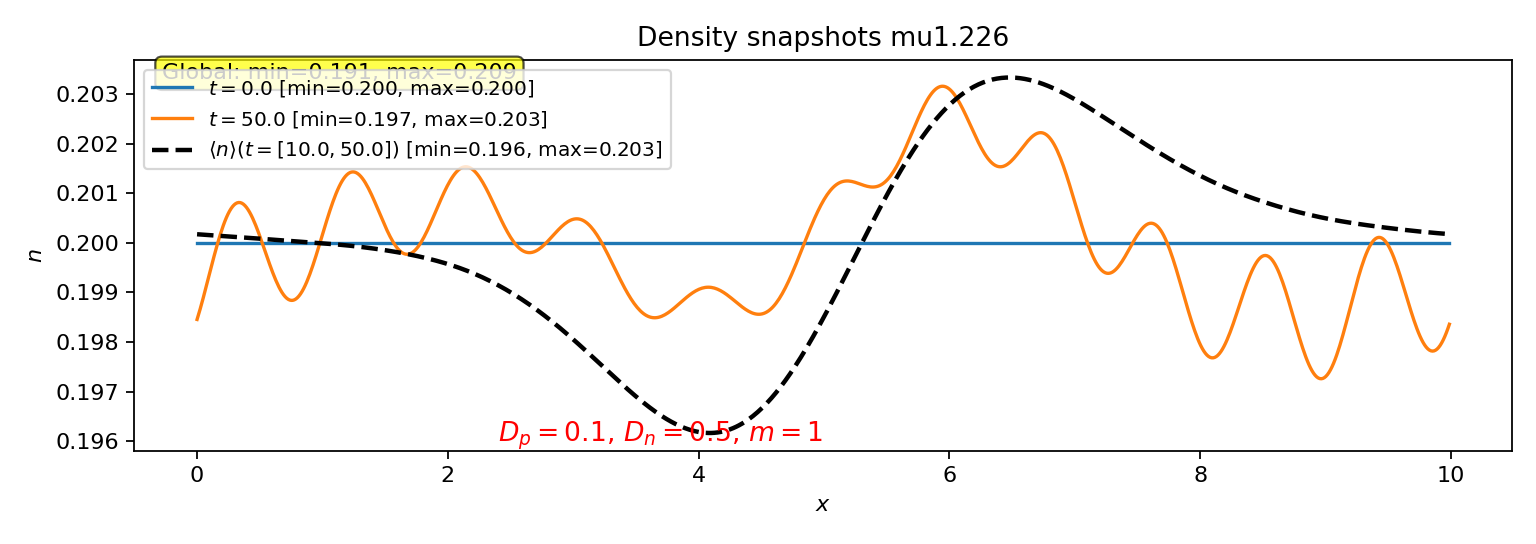 Density snapshots mu1.226
Global: min=0.191, max=0.209
t = 0.0 [min=0.200, max=0.200]
t = 50.0 [min=0.197, max=0.203]
⟨n⟩(t = [10.0, 50.0]) [min=0.196, max=0.203]
n
0.203
0.202
0.201
0.200
0.199
0.198
0.197
0.196
D_p = 0.1, D_n = 0.5, m = 1
0 2 4 6 8 10
x